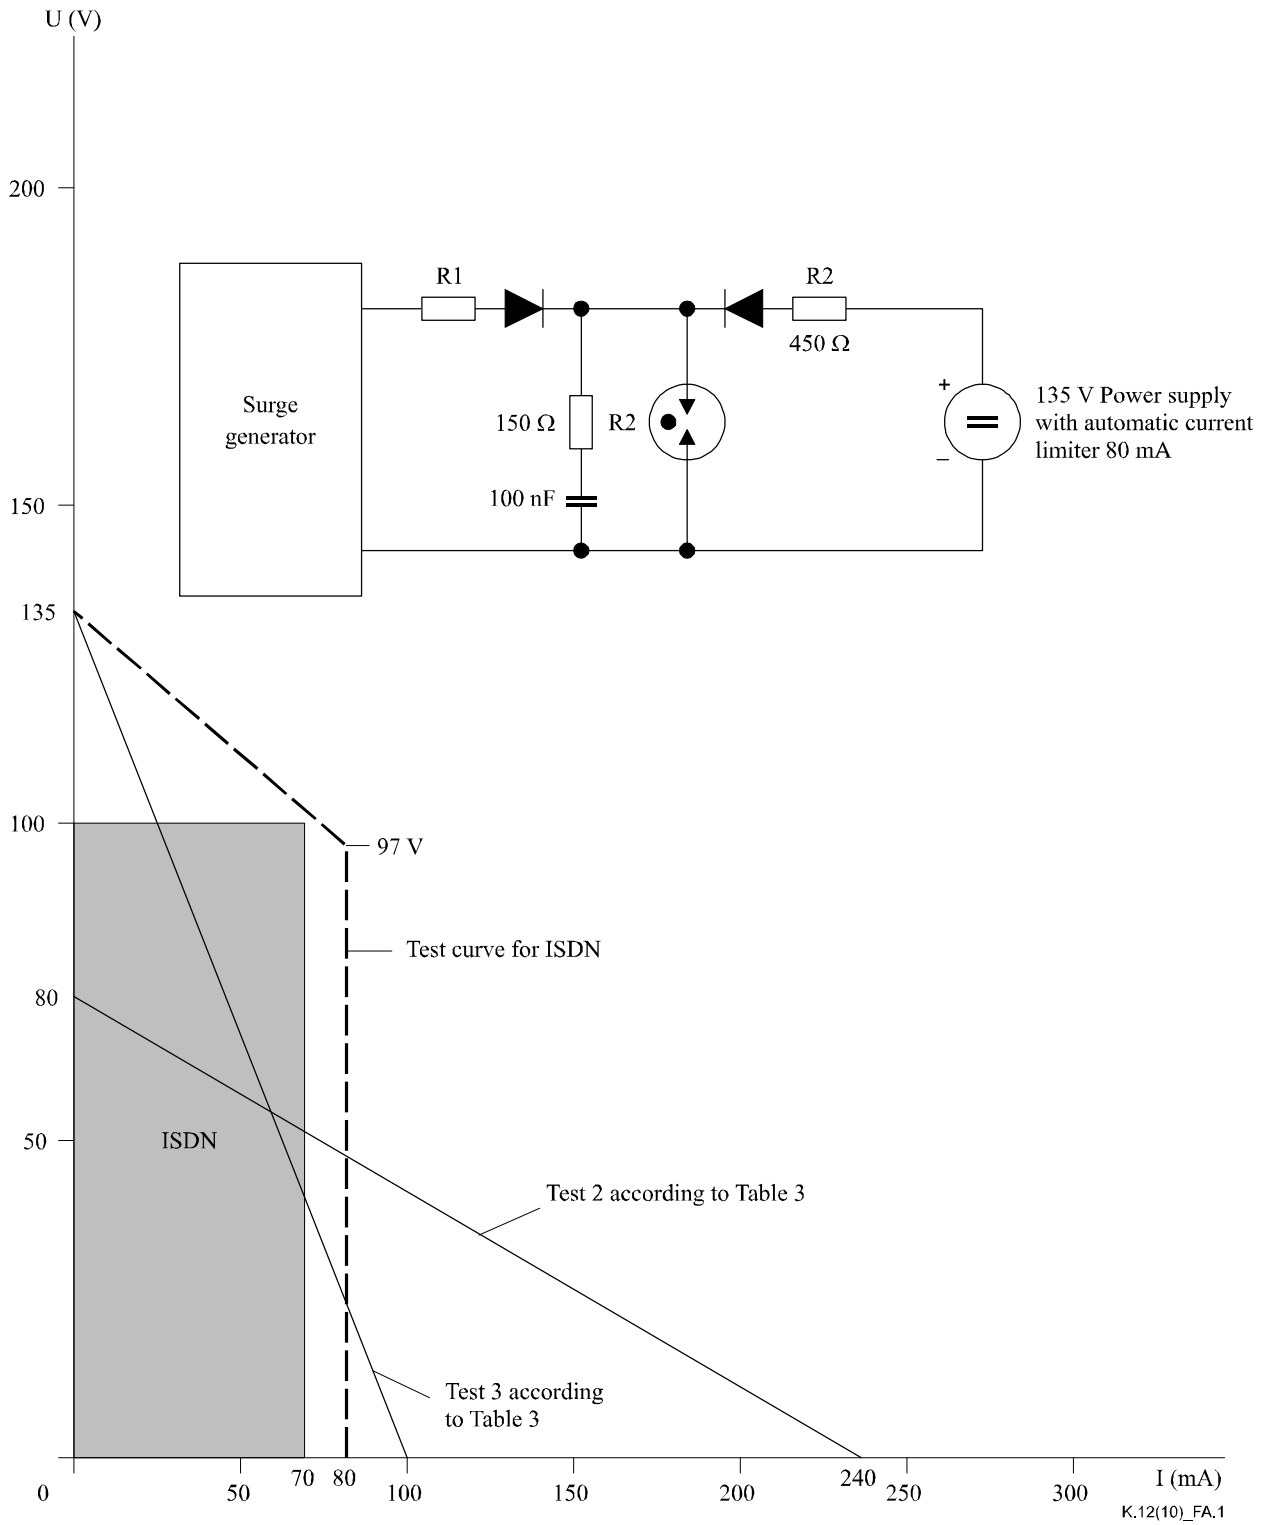 U (V)
200
150
135
100
80
50
0
Surge
generator
R1
R2
450 Ω
150 Ω
R2
100 nF
+
−
135 V Power supply
with automatic current
limiter 80 mA
97 V
Test curve for ISDN
ISDN
Test 2 according to Table 3
Test 3 according
to Table 3
50
70
80
100
150
200
240
250
300
I (mA)
K.12(10)_FA.1